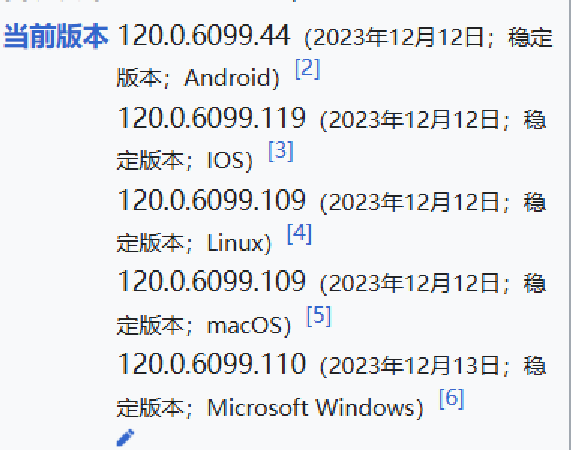 当前版本 120.0.6099.44（2023年12月12日；稳定
版本；Android）[2]
120.0.6099.119（2023年12月12日；稳
定版本；IOS）[3]
120.0.6099.109（2023年12月12日；稳
定版本；Linux）[4]
120.0.6099.109（2023年12月12日；稳
定版本；macOS）[5]
120.0.6099.110（2023年12月13日；稳
定版本；Microsoft Windows）[6]